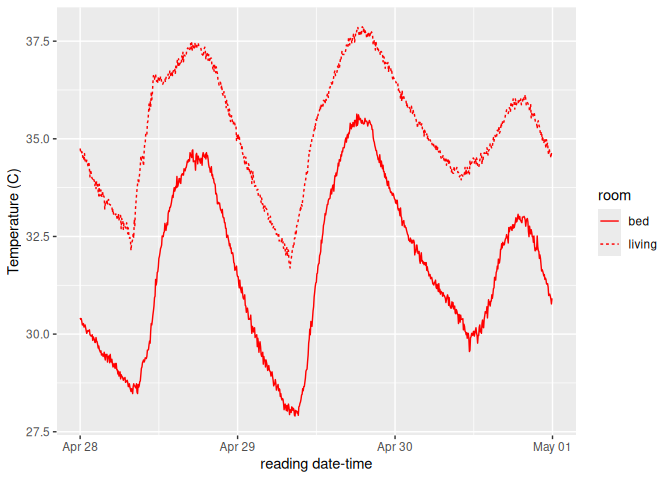 37.5
35.0
32.5
30.0
27.5
Temperature (C)
Apr 28
Apr 29
Apr 30
May 01
reading date-time
room
bed
living